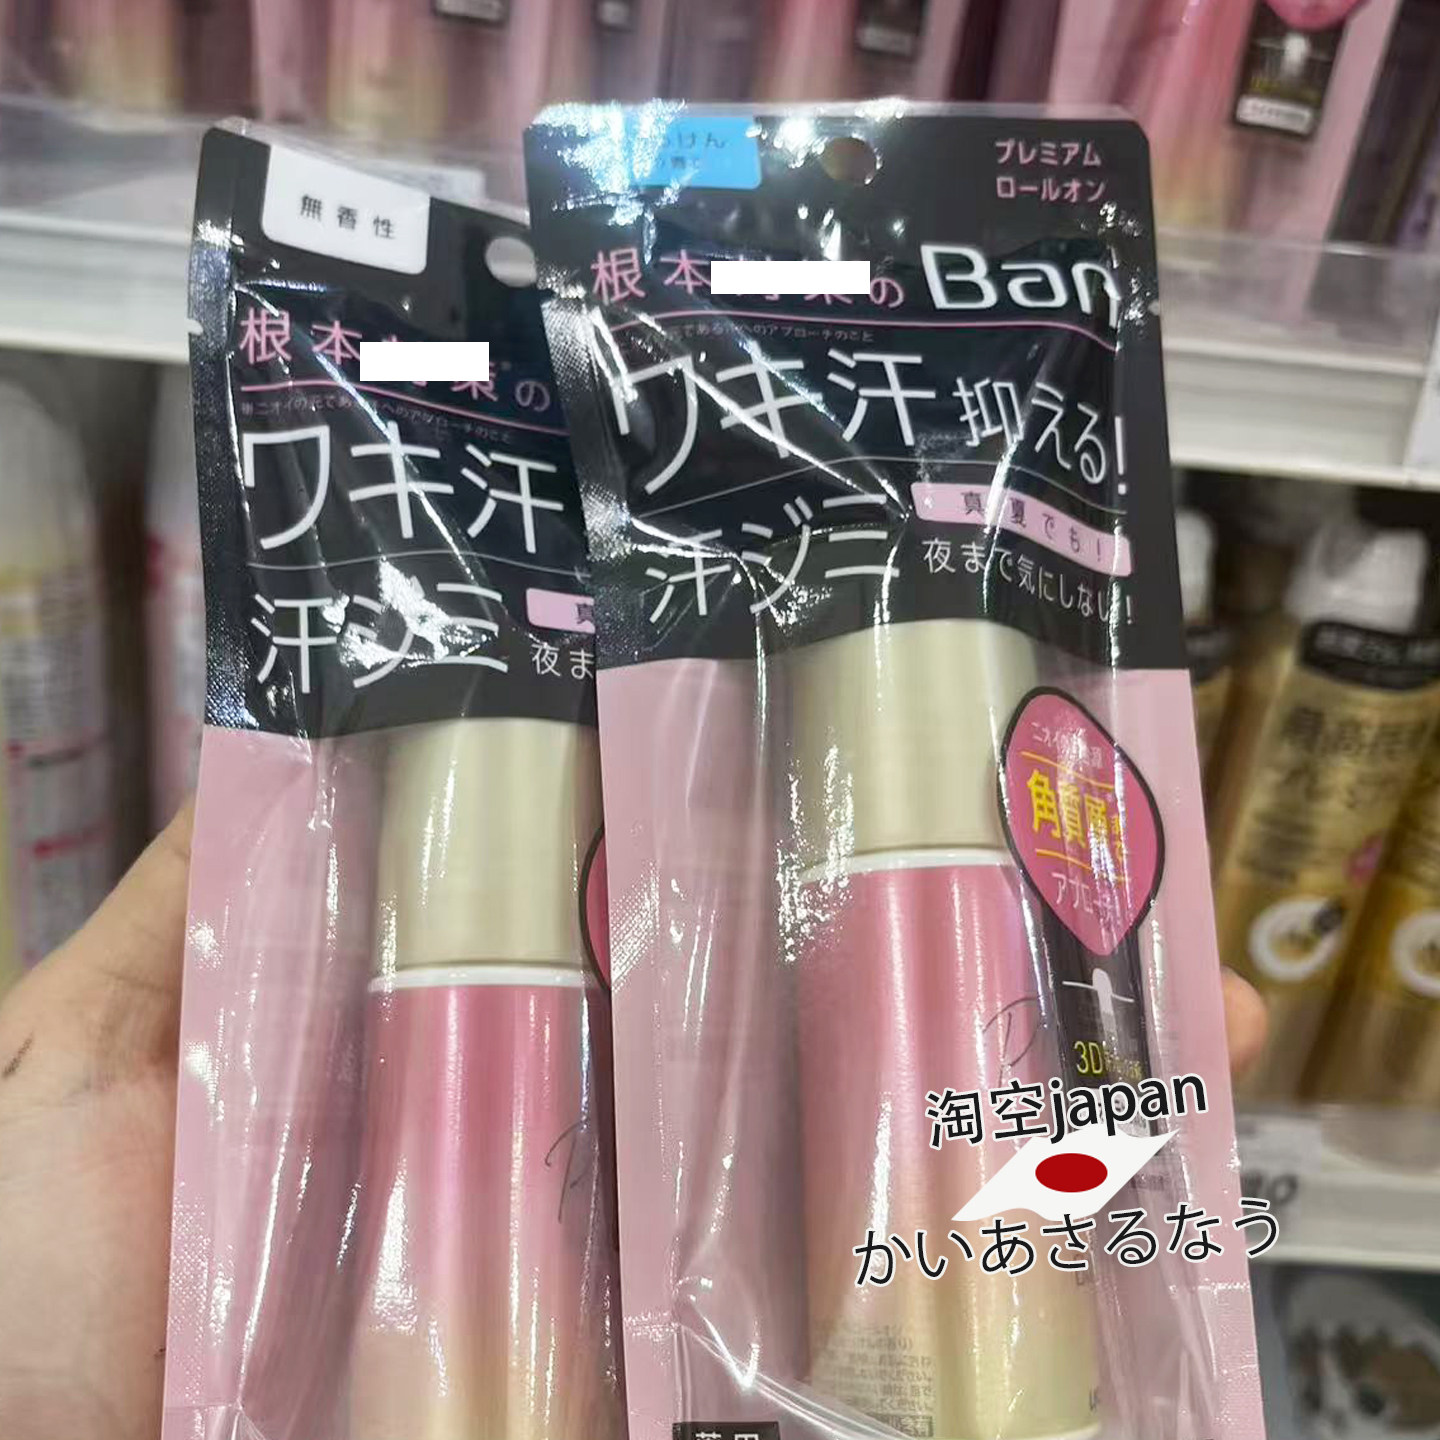 無香性
根本
の
ワキ汗
汗ジミ
夜ま
プレミアム
ロールオン
根本
の
Ban
ワキ汗抑える!
真夏でも!
汗ジミ
夜まで気にしない!
角質層まで
アプローチ
3D
淘空japan
かいあさるなう